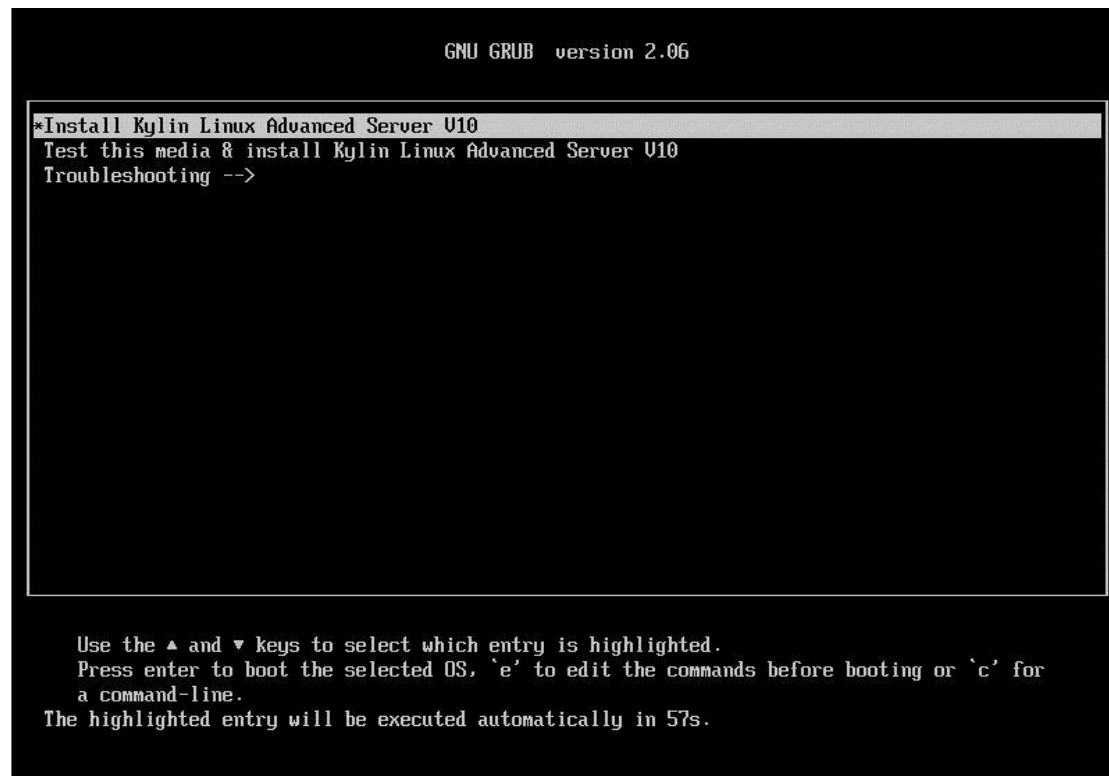 GNU GRUB  version 2.06
*Install Kylin Linux Advanced Server V10
Test this media & install Kylin Linux Advanced Server V10
Troubleshooting -->
Use the ▲ and ▼ keys to select which entry is highlighted.
Press enter to boot the selected OS, `e' to edit the commands before booting or `c' for
a command-line.
The highlighted entry will be executed automatically in 57s.